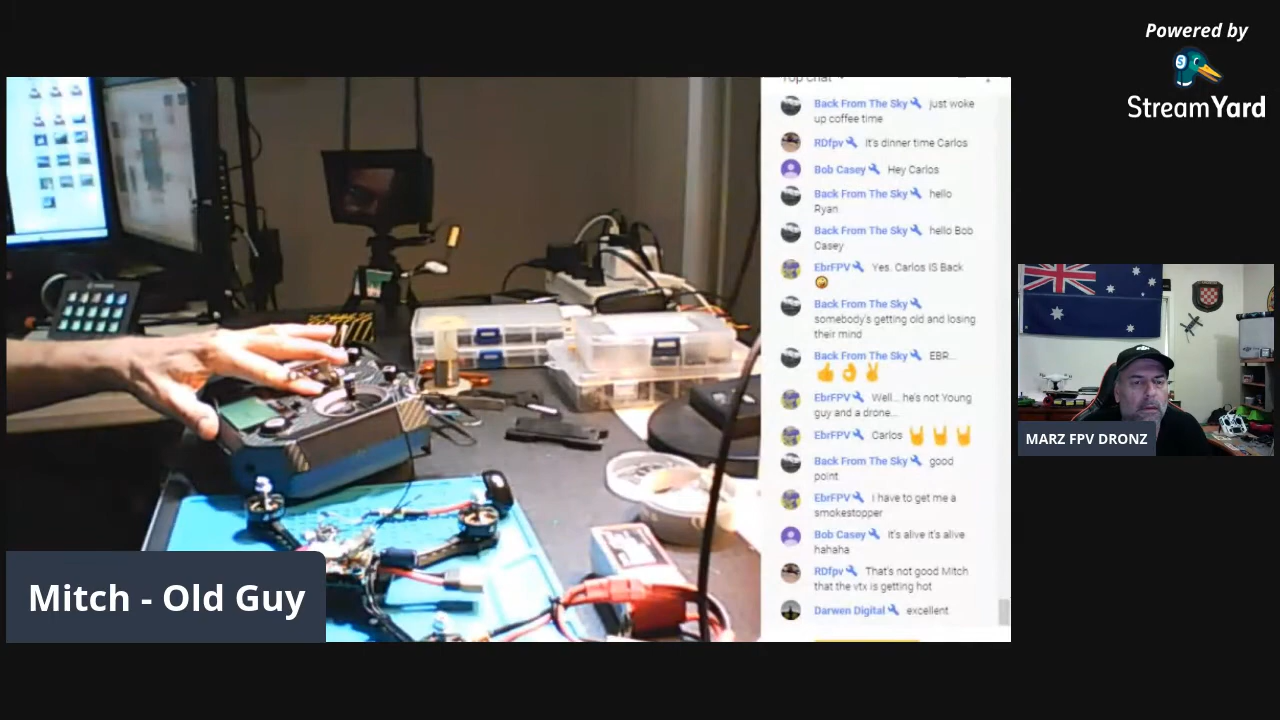 Powered by
StreamYard
Top chat
Back From The Sky just woke
up coffee time
RDfpv It's dinner time Carlos
Bob Casey Hey Carlos
Back From The Sky hello
Ryan
Back From The Sky hello Bob
Casey
EbrFPV Yes. Carlos IS Back
Back From The Sky
somebody's getting old and losing
their mind
Back From The Sky EBR...
👍 👌 ✌
EbrFPV Well... he's not Young
guy and a drone...
EbrFPV Carlos 🤘 🤘 🤘
Back From The Sky good
point
EbrFPV i have to get me a
smokestopper
Bob Casey It's alive it's alive
hahaha
RDfpv That's not good Mitch
that the vtx is getting hot
Darwen Digital excellent
MARZ FPV DRONZ
Mitch - Old Guy